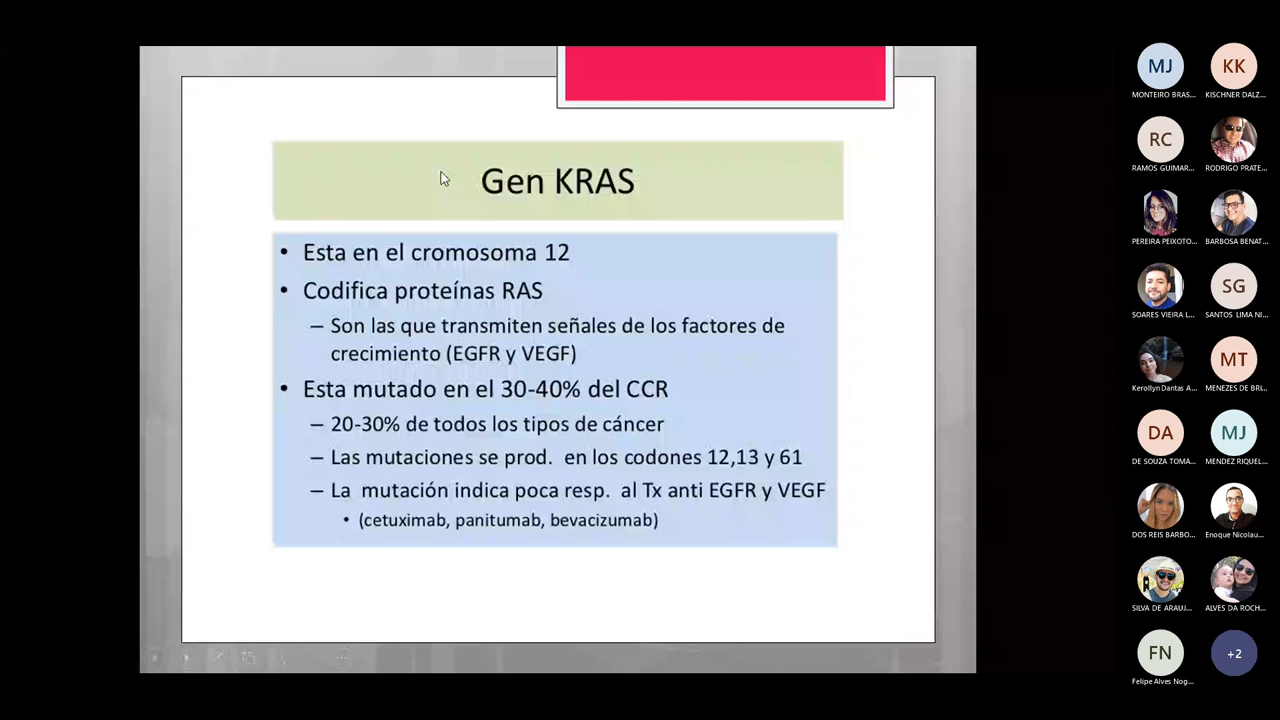 Gen KRAS
• Esta en el cromosoma 12
• Codifica proteínas RAS
– Son las que transmiten señales de los factores de
crecimiento (EGFR y VEGF)
• Esta mutado en el 30-40% del CCR
– 20-30% de todos los tipos de cáncer
– Las mutaciones se prod. en los codones 12,13 y 61
– La mutación indica poca resp. al Tx anti EGFR y VEGF
• (cetuximab, panitumab, bevacizumab)
MJ
MONTEIRO BRAS...
KK
KISCHNER DALZ...
RC
RAMOS GUIMAR...
RODRIGO PRATE...
PEREIRA PEIXOTO...
BARBOSA BENAT...
SOARES VIEIRA L...
SG
SANTOS LIMA NI...
Kerollyn Dantas A...
MT
MENEZES DE BRI...
DA
DE SOUZA TOMA...
MJ
MENDEZ RIQUEL...
DOS REIS BARBO...
Enoque Nicolau...
SILVA DE ARAUJ...
ALVES DA ROCH...
FN
Felipe Alves Nog...
+2